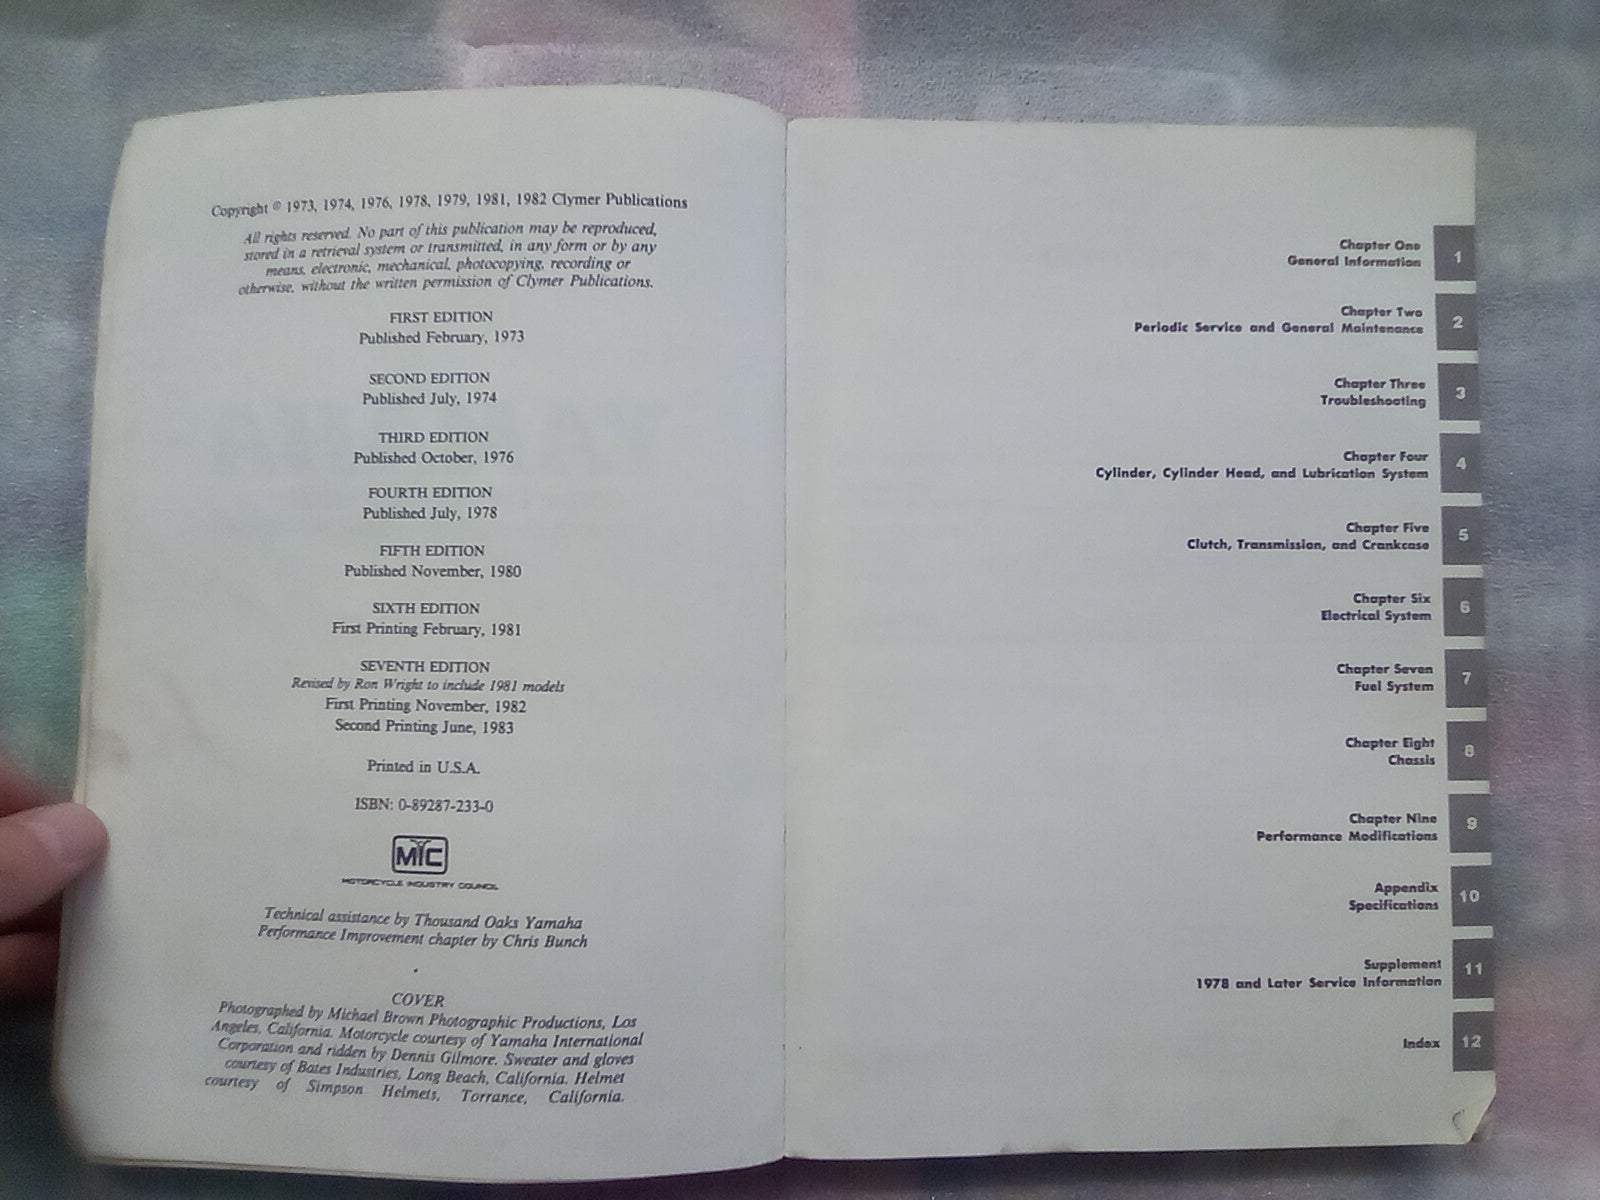 Copyright © 1973, 1974, 1976, 1978, 1979, 1981, 1982 Clymer Publications
All rights reserved. No part of this publication may be reproduced,
stored in a retrieval system or transmitted, in any form or by any
means, electronic, mechanical, photocopying, recording or
otherwise, without the written permission of Clymer Publications.
FIRST EDITION
Published February, 1973
SECOND EDITION
Published July, 1974
THIRD EDITION
Published October, 1976
FOURTH EDITION
Published July, 1978
FIFTH EDITION
Published November, 1980
SIXTH EDITION
First Printing February, 1981
SEVENTH EDITION
Revised by Ron Wright to include 1981 models
First Printing November, 1982
Second Printing June, 1983
Printed in U.S.A.
ISBN: 0-89287-233-0
MIC
MOTORCYCLE INDUSTRY COUNCIL
Technical assistance by Thousand Oaks Yamaha
Performance Improvement chapter by Chris Bunch
COVER
Photographed by Michael Brown Photographic Productions, Los
Angeles, California. Motorcycle courtesy of Yamaha International
Corporation and ridden by Dennis Gilmore. Sweater and gloves
courtesy of Bates Industries, Long Beach, California. Helmet
courtesy of Simpson Helmets, Torrance, California.
Chapter One
General Information 1
Chapter Two
Periodic Service and General Maintenance 2
Chapter Three
Troubleshooting 3
Chapter Four
Cylinder, Cylinder Head, and Lubrication System 4
Chapter Five
Clutch, Transmission, and Crankcase 5
Chapter Six
Electrical System 6
Chapter Seven
Fuel System 7
Chapter Eight
Chassis 8
Chapter Nine
Performance Modifications 9
Appendix
Specifications 10
Supplement
1978 and Later Service Information 11
Index 12